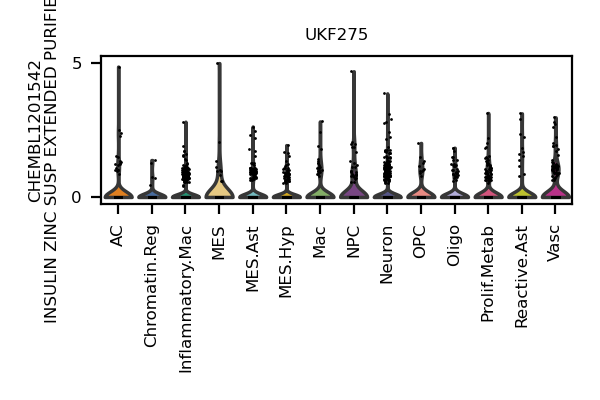 UKF275
CHEMBL1201542
INSULIN ZINC SUSP EXTENDED PURIFIE
5
0
AC
Chromatin.Reg
Inflammatory.Mac
MES
MES.Ast
MES.Hyp
Mac
NPC
Neuron
OPC
Oligo
Prolif.Metab
Reactive.Ast
Vasc